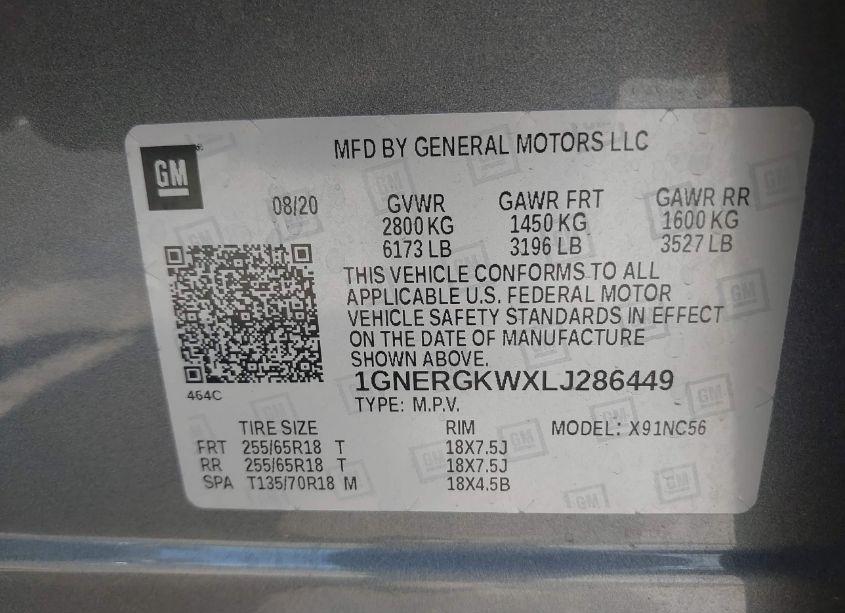 GM
MFD BY GENERAL MOTORS LLC
08/20
GVWR GAWR FRT GAWR RR
2800 KG 1450 KG 1600 KG
6173 LB 3196 LB 3527 LB
THIS VEHICLE CONFORMS TO ALL
APPLICABLE U.S. FEDERAL MOTOR
VEHICLE SAFETY STANDARDS IN EFFECT
ON THE DATE OF MANUFACTURE
SHOWN ABOVE.
464C
1GNERGKWXLJ286449
TYPE: M.P.V.
TIRE SIZE RIM MODEL: X91NC56
FRT 255/65R18 T 18X7.5J
RR 255/65R18 T 18X7.5J
SPA T135/70R18 M 18X4.5B